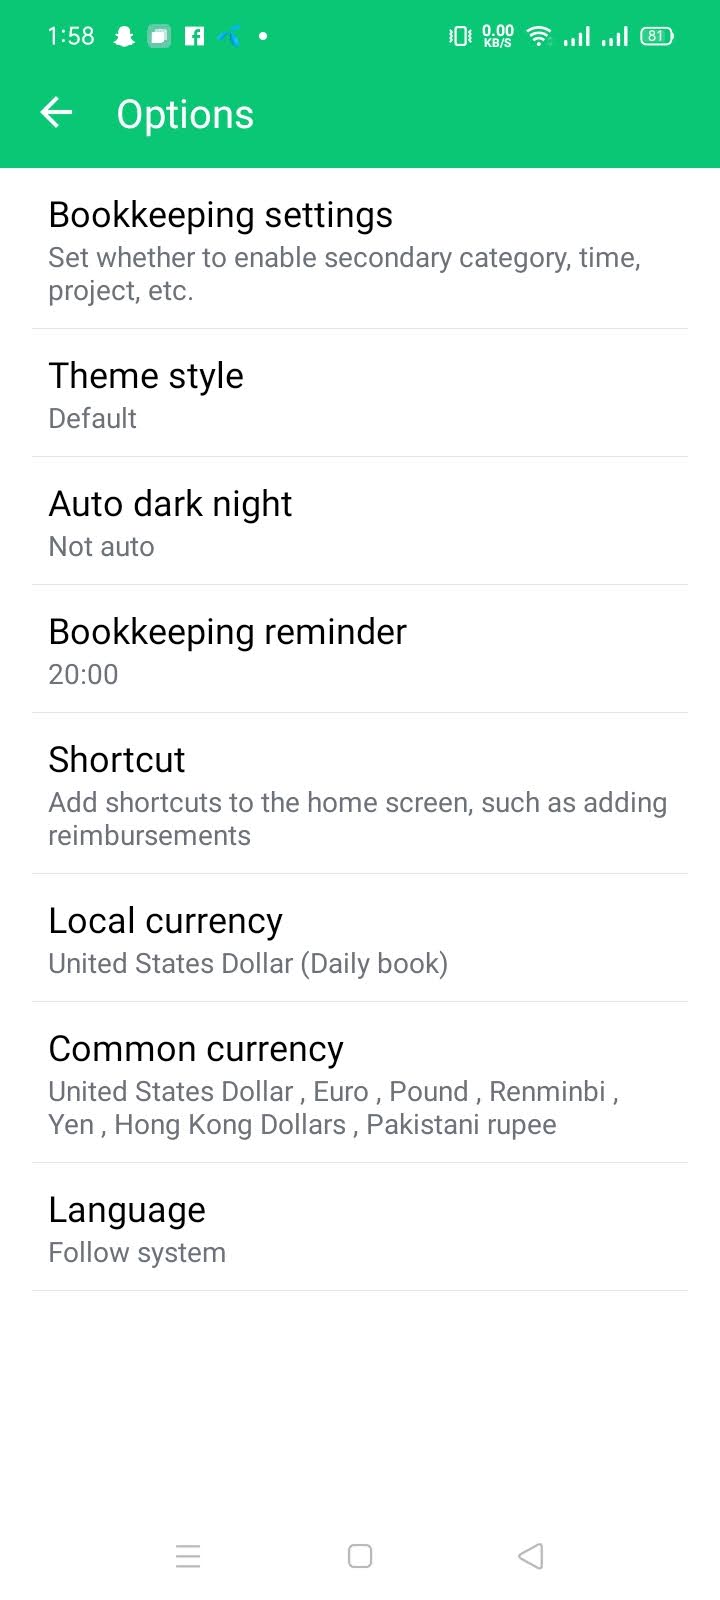 1:58
0.00
KB/S
81
Options
Bookkeeping settings
Set whether to enable secondary category, time,
project, etc.
Theme style
Default
Auto dark night
Not auto
Bookkeeping reminder
20:00
Shortcut
Add shortcuts to the home screen, such as adding
reimbursements
Local currency
United States Dollar (Daily book)
Common currency
United States Dollar , Euro , Pound , Renminbi ,
Yen , Hong Kong Dollars , Pakistani rupee
Language
Follow system